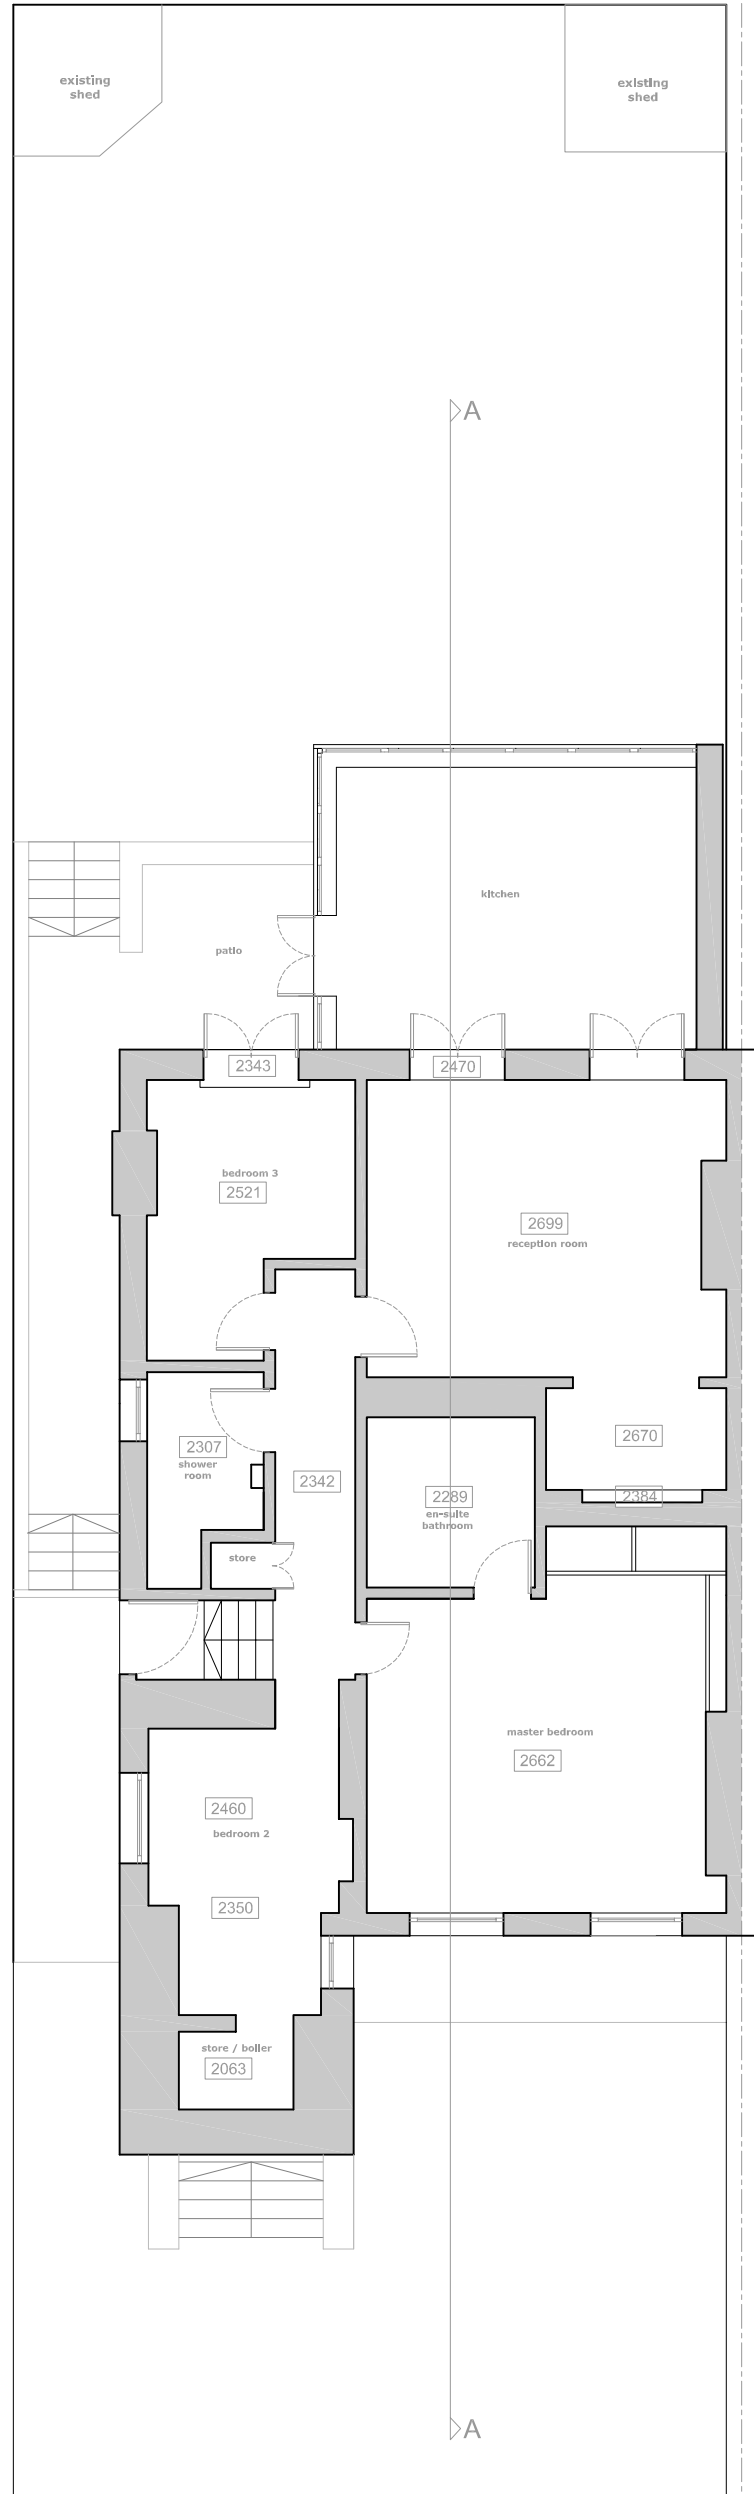 existing
shed
existing
shed
A
kitchen
patio
2343
2470
bedroom 3
2521
2699
reception room
2670
2307
shower
room
2342
2289
en-suite
bathroom
2384
store
master bedroom
2662
2460
bedroom 2
2350
store / boiler
2063
A